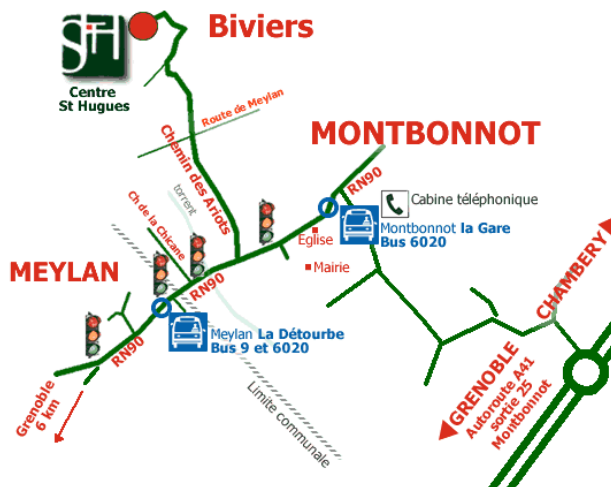 StH
Biviers
Centre
St Hugues
Route de Meylan
Chemin des Ariots
MONTBONNOT
RN90
Cabine téléphonique
torrent
Ch de la Chicane
Eglise
Montbonnot la Gare
Bus 6020
Mairie
MEYLAN
RN90
CHAMBERY
Meylan La Détourbe
Bus 9 et 6020
RN90
Limite communale
Grenoble
6 km
GRENOBLE
Autoroute A41
sortie 25
Montbonnot